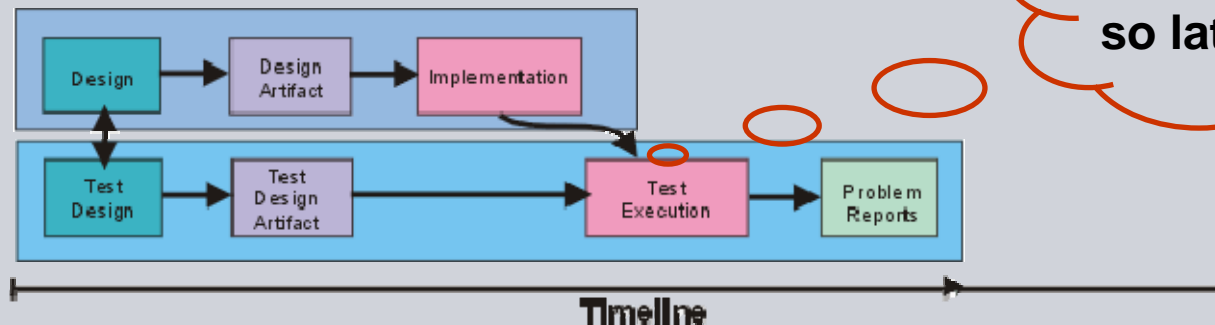 so lat
Design
Design
Artifact
Implementation
Test
Design
Test
Design
Artifact
Test
Execution
Problem
Reports
Timeline